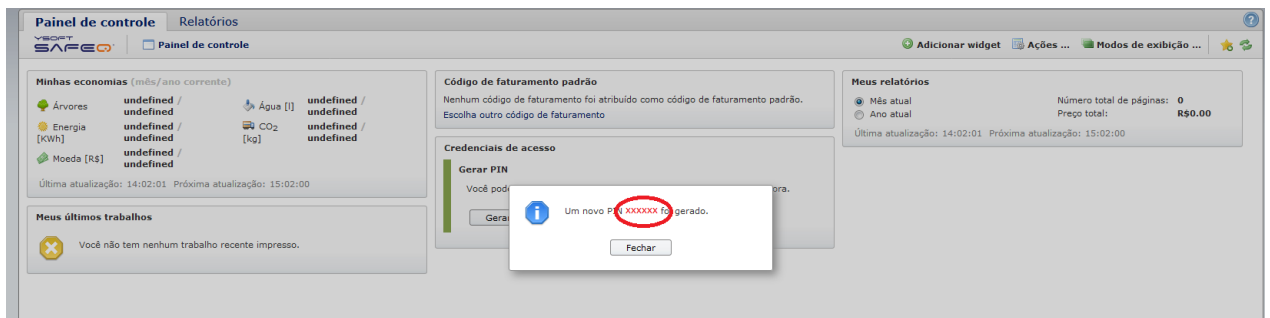 Painel de controle Relatórios
YSOFT
SAFEQ Painel de controle Adicionar widget Ações ... Modos de exibição ...
Minhas economias (mês/ano corrente)
Árvores undefined / undefined Água [l] undefined / undefined
Energia [KWh] undefined / undefined CO2 [kg] undefined / undefined
Moeda [R$] undefined / undefined
Última atualização: 14:02:01 Próxima atualização: 15:02:00
Meus últimos trabalhos
Você não tem nenhum trabalho recente impresso.
Código de faturamento padrão
Nenhum código de faturamento foi atribuído como código de faturamento padrão.
Escolha outro código de faturamento
Credenciais de acesso
Gerar PIN
Você
Um novo PIN xxxxxx foi gerado.
Fechar
Meus relatórios
Mês atual Número total de páginas: 0
Ano atual Preço total: R$0.00
Última atualização: 14:02:01 Próxima atualização: 15:02:00